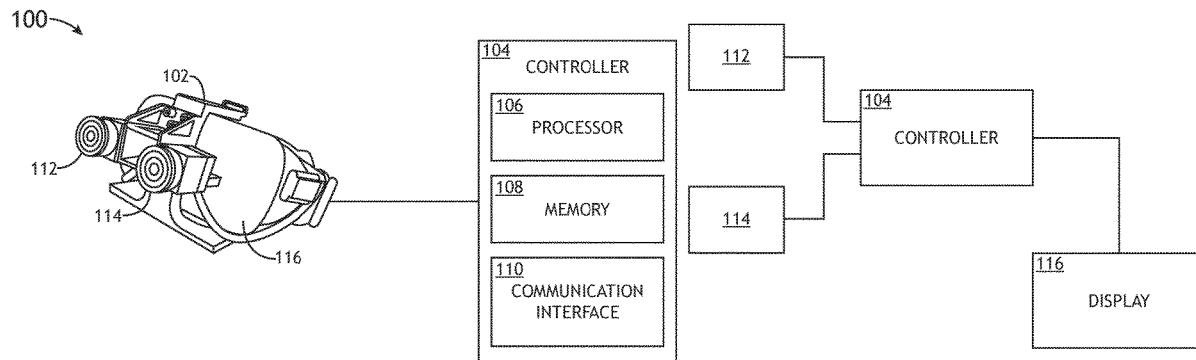 100
102
112
114
116
104
CONTROLLER
106
PROCESSOR
108
MEMORY
110
COMMUNICATION
INTERFACE
112
114
104
CONTROLLER
116
DISPLAY